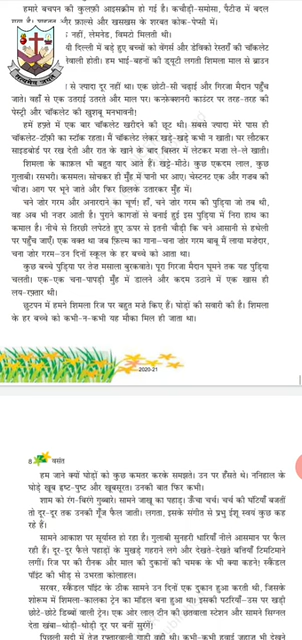 हमारे बचपन की कुलफ़ी आइसक्रीम हो गई है। कचौड़ी-समोसा, पैटीज़ में बदल
गया है। शहतूत और फ़ाल्से और खसखस के शरबत कोक-पेप्सी में।
नहीं, लेमनेड, विमटो मिलती थी।
यी दिल्ली में बड़े हुए बच्चों को वेंगर्स और डेविको रेस्तराँ की चॉकलेट
नेवाली होती। हम भाई-बहनों की ड्यूटी लगती शिमला माल से ब्राउन
से ज़्यादा दूर नहीं था। एक छोटी-सी चढ़ाई और गिरजा मैदान पहुँच
जाते। वहाँ से एक उतराई उतरते और माल पर। कन्फ़ेक्शनरी काउंटर पर तरह-तरह की
पेस्ट्री और चॉकलेट की खुशबू मनभावनी।
हमें हफ़्ते में एक बार चॉकलेट खरीदने की छूट थी। सबसे ज़्यादा मेरे पास ही
चॉकलेट-टॉफ़ी का स्टॉक रहता। मैं चॉकलेट लेकर खड़े-खड़े कभी न खाती। घर लौटकर
साइडबोर्ड पर रख देती और रात के खाने के बाद बिस्तर में लेटकर मज़ा ले-ले खाती।
शिमला के काफ़ल भी बहुत याद आते हैं। खट्टे-मीठे। कुछ एकदम लाल, कुछ
गुलाबी। रसभरी। कसमल। सोचकर ही मुँह में पानी भर आए। चेस्टनट एक और गज़ब की
चीज़। आग पर भूने जाते और फिर छिलके उतारकर मुँह में।
चने ज़ोर गरम और अनारदाने का चूर्ण! हाँ, चने ज़ोर गरम की पुड़िया जो तब थी,
वह अब भी नज़र आती है। पुराने कागज़ों से बनाई हुई इस पुड़िया में निरा हाथ का
कमाल है। नीचे से तिरछी लपेटते हुए ऊपर से इतनी चौड़ी कि चने आसानी से हथेली
पर पहुँच जाएँ। एक वक्त था जब फ़िल्म का गाना-चना ज़ोर गरम बाबू मैं लाया मज़ेदार,
चना ज़ोर गरम-उन दिनों स्कूल के हर बच्चे को आता था।
कुछ बच्चे पुड़िया पर तेज़ मसाला बुरकवाते। पूरा गिरजा मैदान घूमने तक यह पुड़िया
चलती। एक-एक चना-पापड़ी मुँह में डालने और कदम उठाने में एक खास ही
लय-रफ़्तार थी।
छुटपन में हमने शिमला रिज पर बहुत मज़े किए हैं। घोड़ों की सवारी की है। शिमला
के हर बच्चे को कभी-न-कभी यह मौका मिल ही जाता था।
2020-21
8 वसंत
हम जाने क्यों घोड़ों को कुछ कमतर करके समझते। उन पर हँसते थे। ननिहाल के
घोड़े खूब हृष्ट-पुष्ट और खूबसूरत। उनकी बात फिर कभी।
शाम को रंग-बिरंगे गुब्बारे। सामने जाखू का पहाड़। ऊँचा चर्च। चर्च की घंटियाँ बजतीं
तो दूर-दूर तक उनकी गूँज फैल जाती। लगता, इसके संगीत से प्रभु ईशू स्वयं कुछ कह
रहे हैं।
सामने आकाश पर सूर्यास्त हो रहा है। गुलाबी सुनहरी धारियाँ नीले आसमान पर फैल
रही हैं। दूर-दूर फैले पहाड़ों के मुखड़े गहराने लगे और देखते-देखते बत्तियाँ टिमटिमाने
लगीं। रिज पर की रौनक और माल की दुकानों की चमक के भी क्या कहने! स्कैंडल
पॉइंट की भीड़ से उभरता कोलाहल।
सरवर, स्कैंडल पॉइंट के ठीक सामने उन दिनों एक दुकान हुआ करती थी, जिसके
शोरूम में शिमला-कालका ट्रेन का मॉडल बना हुआ था। इसकी पटरियाँ-उस पर खड़ी
छोटे-छोटे डिब्बों वाली ट्रेन। एक ओर लाल टीन की छतवाला स्टेशन और सामने सिग्नल
देता खंबा-थोड़ी-थोड़ी दूर पर बनीं सुरंगें!
पिछली सदी में तेज़ रफ़्तारवाली गाड़ी वही थी। कभी-कभी हवाई जहाज़ भी देखने